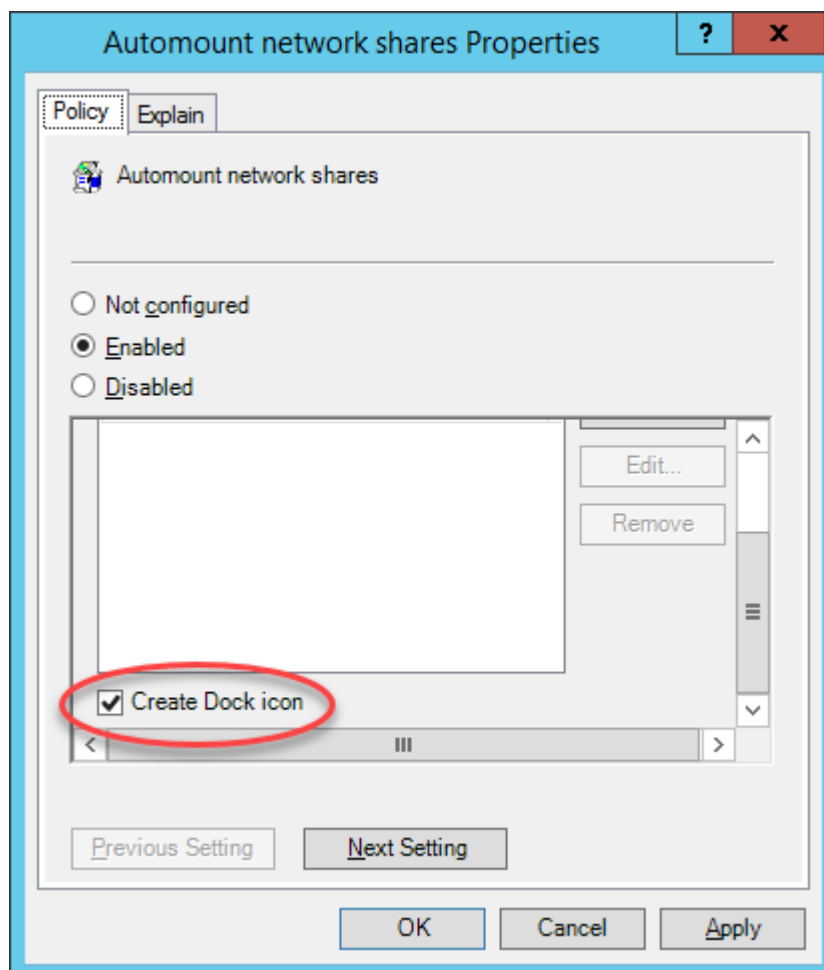 Automount network shares Properties ? x
Policy Explain
Automount network shares
Not configured
Enabled
Disabled
Edit...
Remove
Create Dock icon
Previous Setting Next Setting
OK Cancel Apply